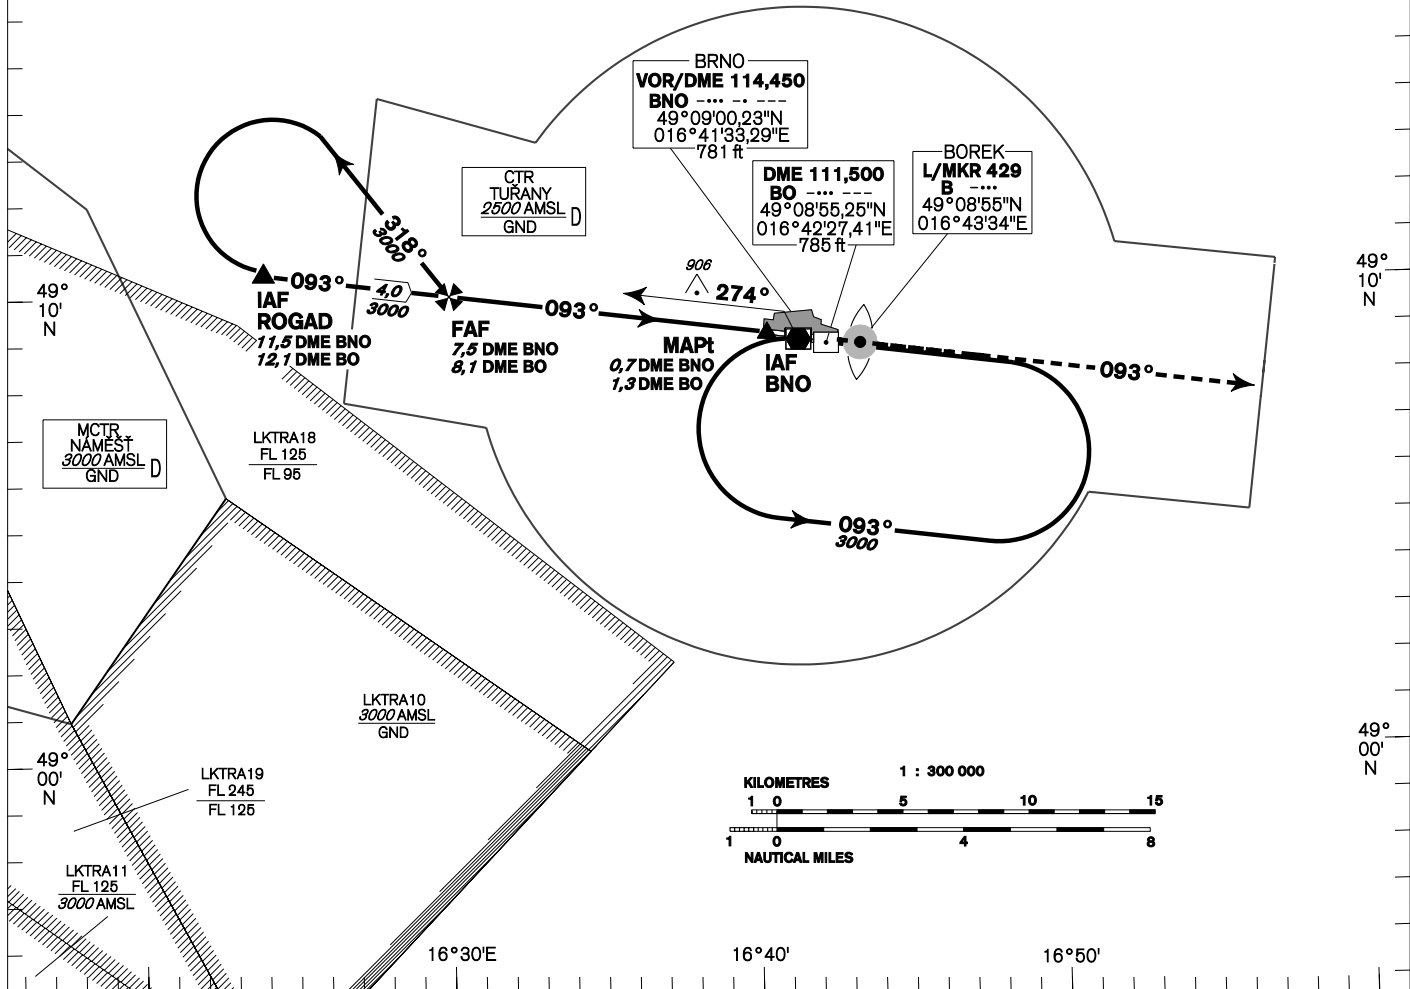 BRNO
VOR/DME 114,450
BNO -••• -• ---
49°09'00,23"N
016°41'33,29"E
781 ft
DME 111,500
BO -••• ---
49°08'55,25"N
016°42'27,41"E
785 ft
BOREK
L/MKR 429
B -•••
49°08'55"N
016°43'34"E
CTR
TUŘANY
2500 AMSL
GND
D
318°
3000
093°
4,0
3000
093°
906
274°
49°
10'
N
49°
10'
N
IAF
ROGAD
11,5 DME BNO
12,1 DME BO
FAF
7,5 DME BNO
8,1 DME BO
MAPt
0,7 DME BNO
1,3 DME BO
IAF
BNO
093°
MCTR
NÁMĚŠŤ
3000 AMSL
GND
D
LKTRA18
FL 125
FL 95
093°
3000
LKTRA10
3000 AMSL
GND
49°
00'
N
49°
00'
N
LKTRA19
FL 245
FL 125
1 : 300 000
KILOMETRES
1 0 5 10 15
1 0 4 8
NAUTICAL MILES
LKTRA11
FL 125
3000 AMSL
16°30'E
16°40'
16°50'